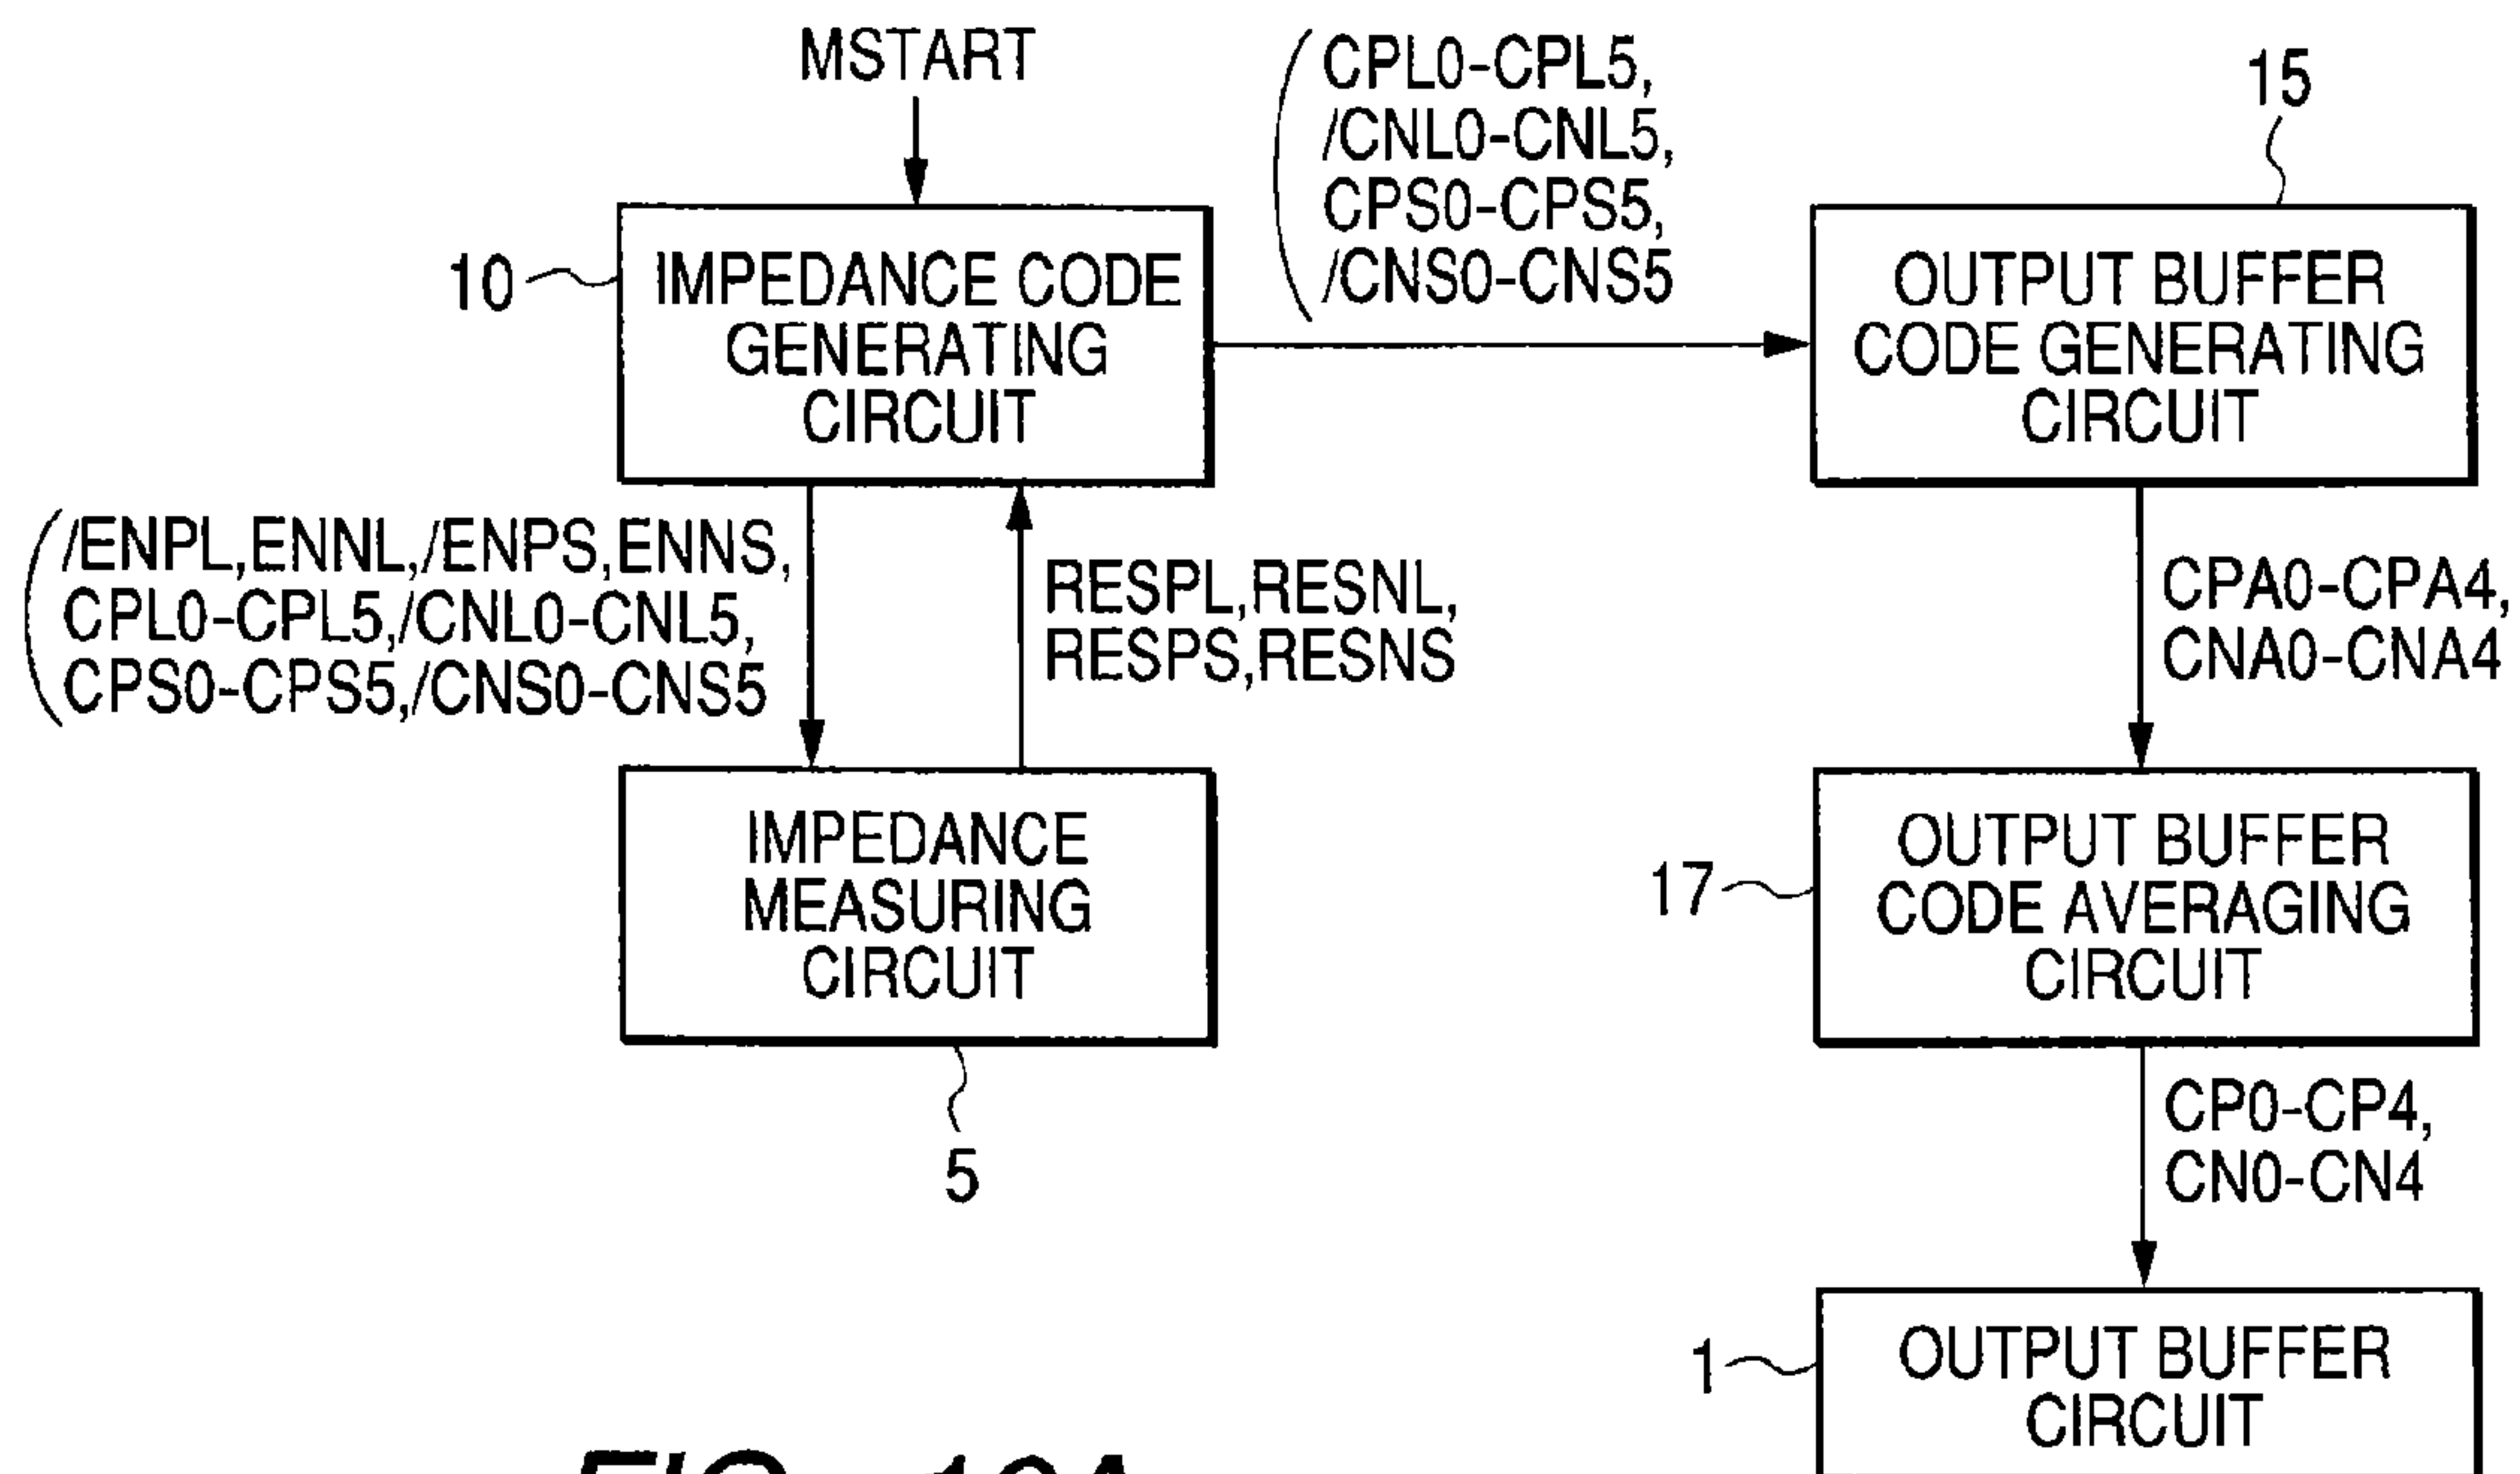 MSTART
CPL0-CPL5,
/CNL0-CNL5,
CPS0-CPS5,
/CNS0-CNS5
15
10
IMPEDANCE CODE
GENERATING
CIRCUIT
OUTPUT BUFFER
CODE GENERATING
CIRCUIT
/ENPL,ENNL,/ENPS,ENNS,
CPL0-CPL5,/CNL0-CNL5,
CPS0-CPS5,/CNS0-CNS5
RESPL,RESNL,
RESPS,RESNS
CPA0-CPA4,
CNA0-CNA4
IMPEDANCE
MEASURING
CIRCUIT
5
17
OUTPUT BUFFER
CODE AVERAGING
CIRCUIT
CP0-CP4,
CN0-CN4
1
OUTPUT BUFFER
CIRCUIT